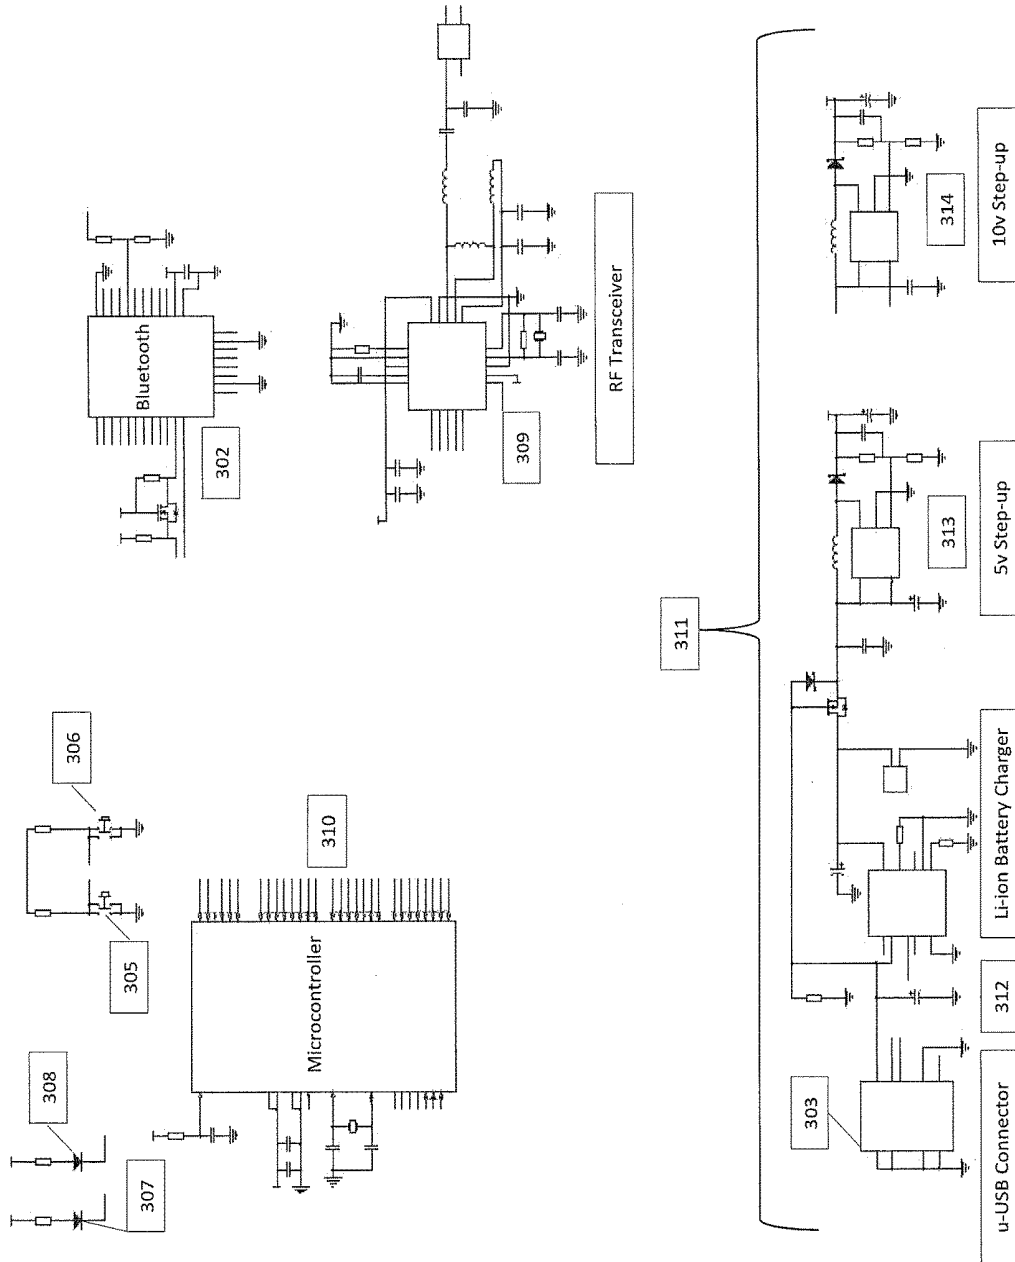 308
307
306
305
Microcontroller
310
Bluetooth
302
309
RF Transceiver
311
303
u-USB Connector
312
Li-ion Battery Charger
313
5v Step-up
314
10v Step-up